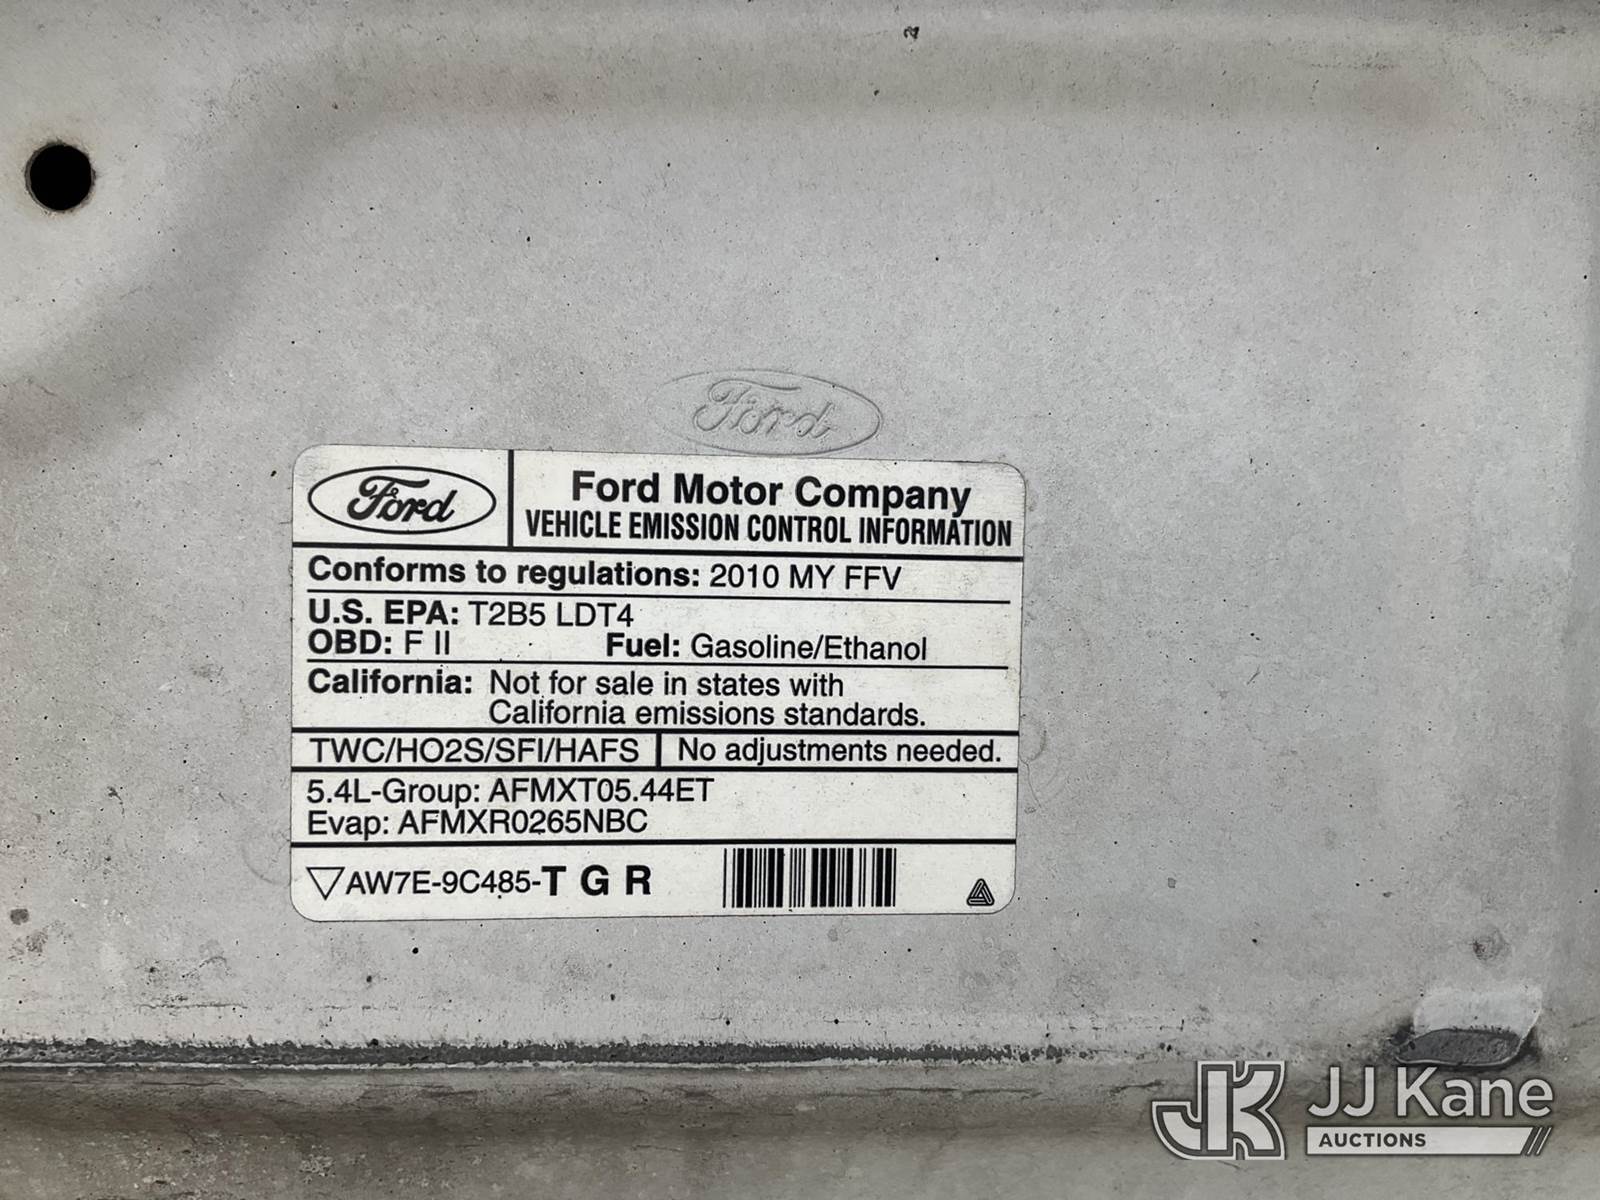 Ford
Ford
Ford Motor Company
VEHICLE EMISSION CONTROL INFORMATION
Conforms to regulations: 2010 MY FFV
U.S. EPA: T2B5 LDT4
OBD: F II Fuel: Gasoline/Ethanol
California: Not for sale in states with
California emissions standards.
TWC/HO2S/SFI/HAFS No adjustments needed.
5.4L-Group: AFMXT05.44ET
Evap: AFMXR0265NBC
▽AW7E-9C485-T G R
JK JJ Kane
AUCTIONS